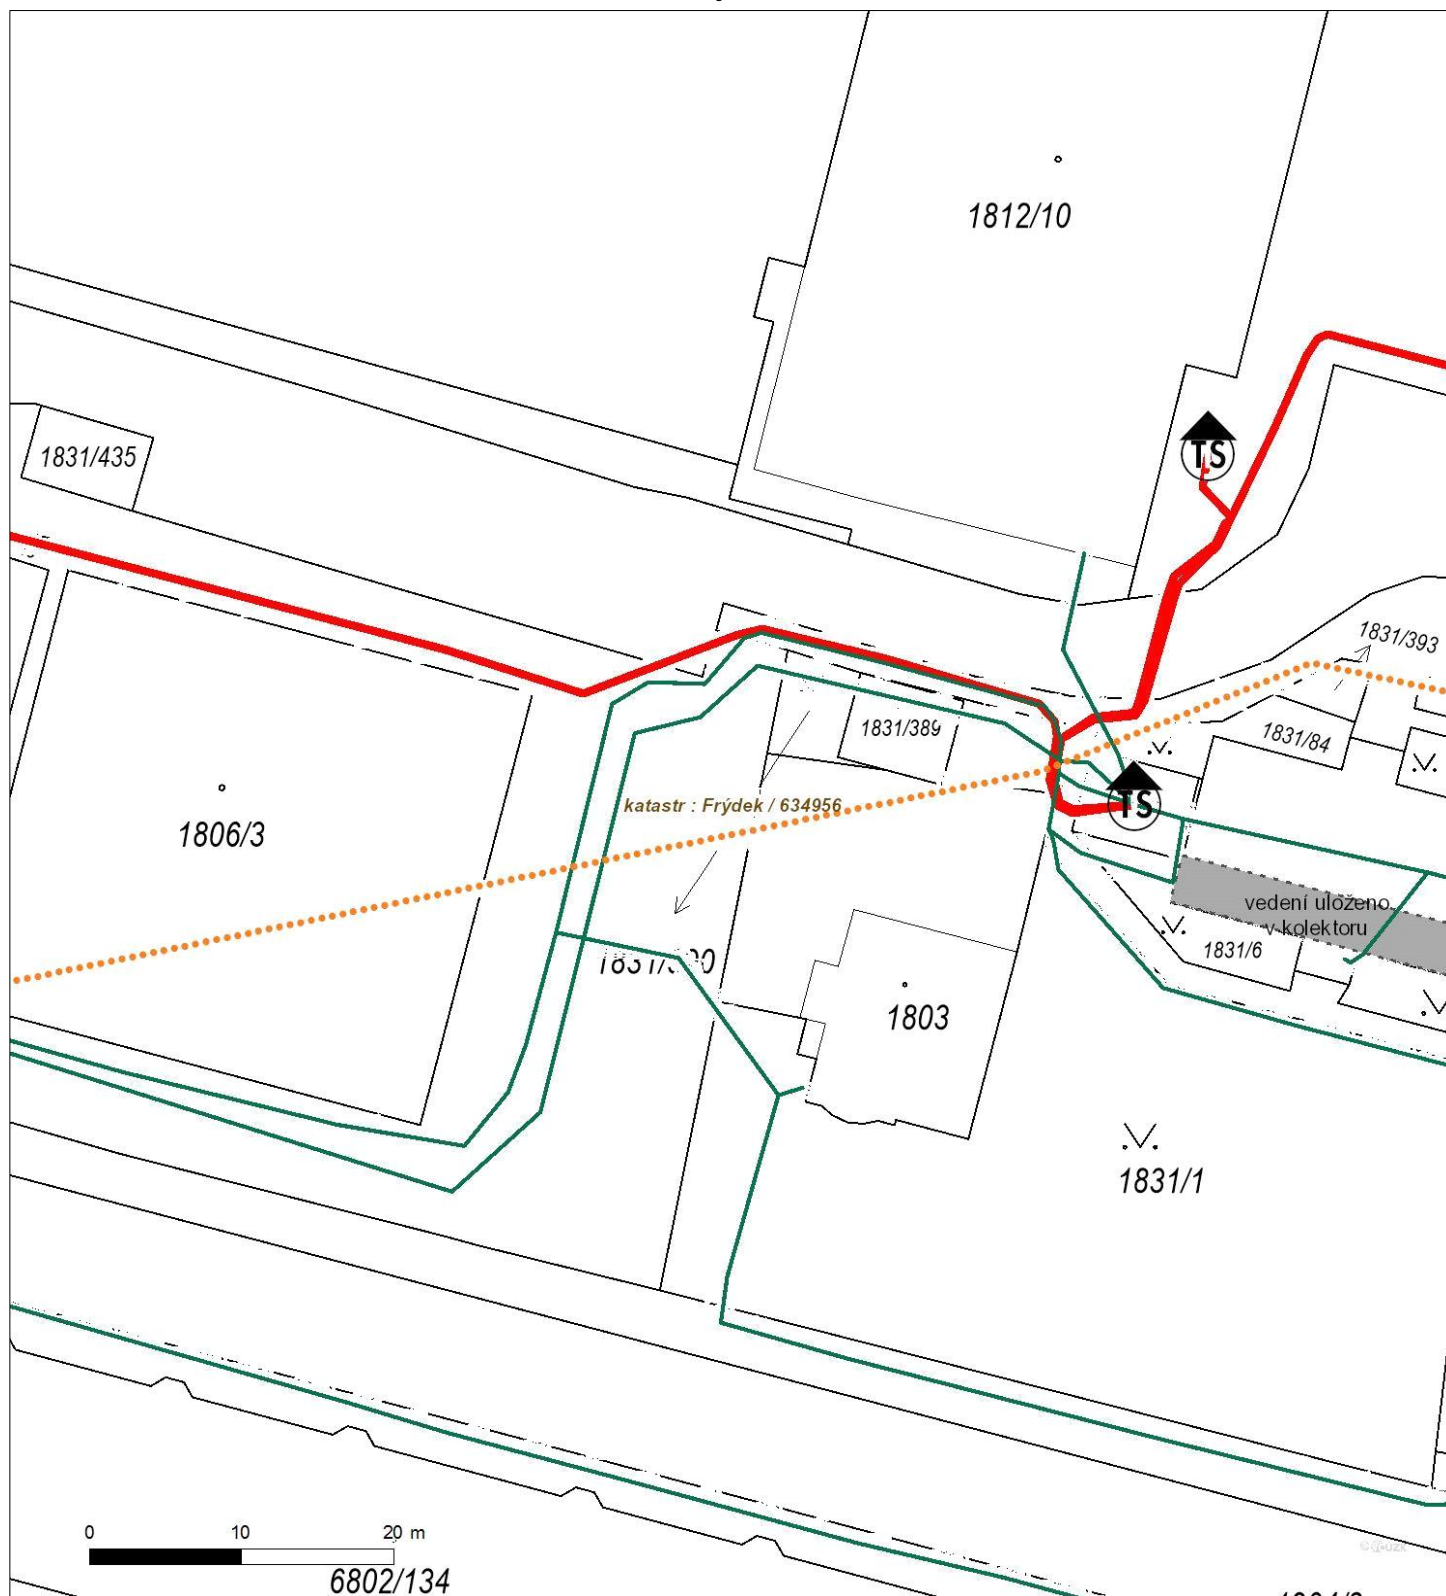 1812/10
1831/435
TS
1831/393
1831/389
1831/84
katastr : Frýdek / 634956
TS
1806/3
vedení uloženo
v kolektoru
1831/6
1803
1831/1
0 10 20 m
6802/134